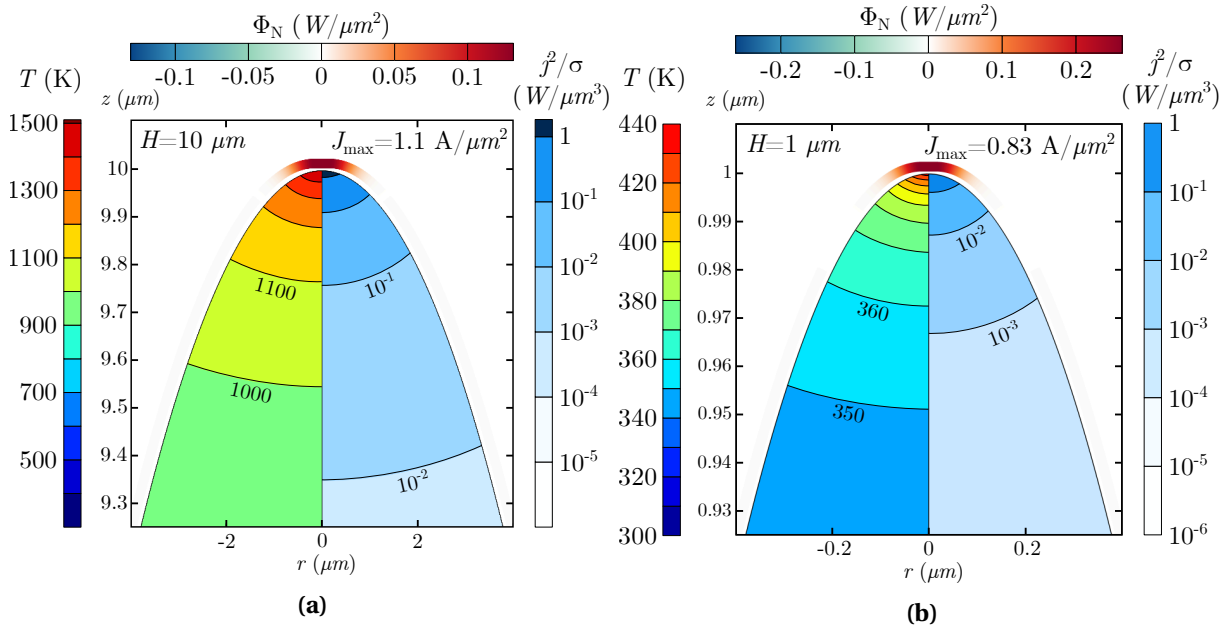 Φ_N (W/μm²)
-0.1 -0.05 0 0.05 0.1
T (K)
z (μm)
j²/σ
(W/μm³)
1500
1300
1100
900
700
500
H=10 μm J_max=1.1 A/μm²
10
9.9
9.8
9.7
9.6
9.5
9.4
9.3
1100
1000
10⁻¹
10⁻²
1
10⁻¹
10⁻²
10⁻³
10⁻⁴
10⁻⁵
-2 0 2
r (μm)
(a)
Φ_N (W/μm²)
-0.2 -0.1 0 0.1 0.2
T (K)
z (μm)
j²/σ
(W/μm³)
440
420
400
380
360
340
330
320
310
300
H=1 μm J_max=0.83 A/μm²
1
0.99
0.98
0.97
0.96
0.95
0.94
0.93
360
350
10⁻²
10⁻³
1
10⁻¹
10⁻²
10⁻³
10⁻⁴
10⁻⁵
10⁻⁶
-0.2 0 0.2
r (μm)
(b)